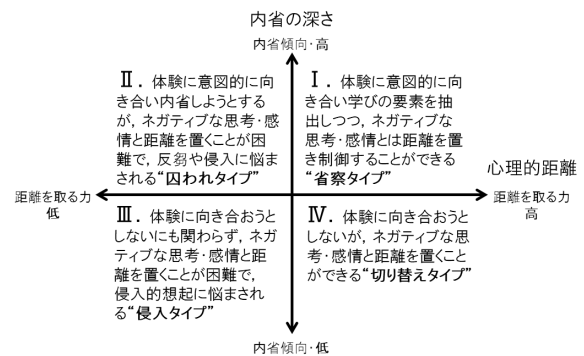 内省の深さ
内省傾向・高
Ⅱ．体験に意図的に向
き合い内省しようとする
が，ネガティブな思考・感
情と距離を置くことが困
難で，反芻や侵入に悩ま
される“囚われタイプ”
Ⅰ．体験に意図的に向
き合い学びの要素を抽
出しつつ，ネガティブな
思考・感情とは距離を置
き制御することができる
“省察タイプ”
心理的距離
距離を取る力
低
距離を取る力
高
Ⅲ．体験に向き合おうと
しないにも関わらず，ネガ
ティブな思考・感情と距
離を置くことが困難で，
侵入的想起に悩まされ
る“侵入タイプ”
Ⅳ．体験に向き合おうと
しないが，ネガティブな思
考・感情と距離を置くこと
ができる“切り替えタイプ”
内省傾向・低